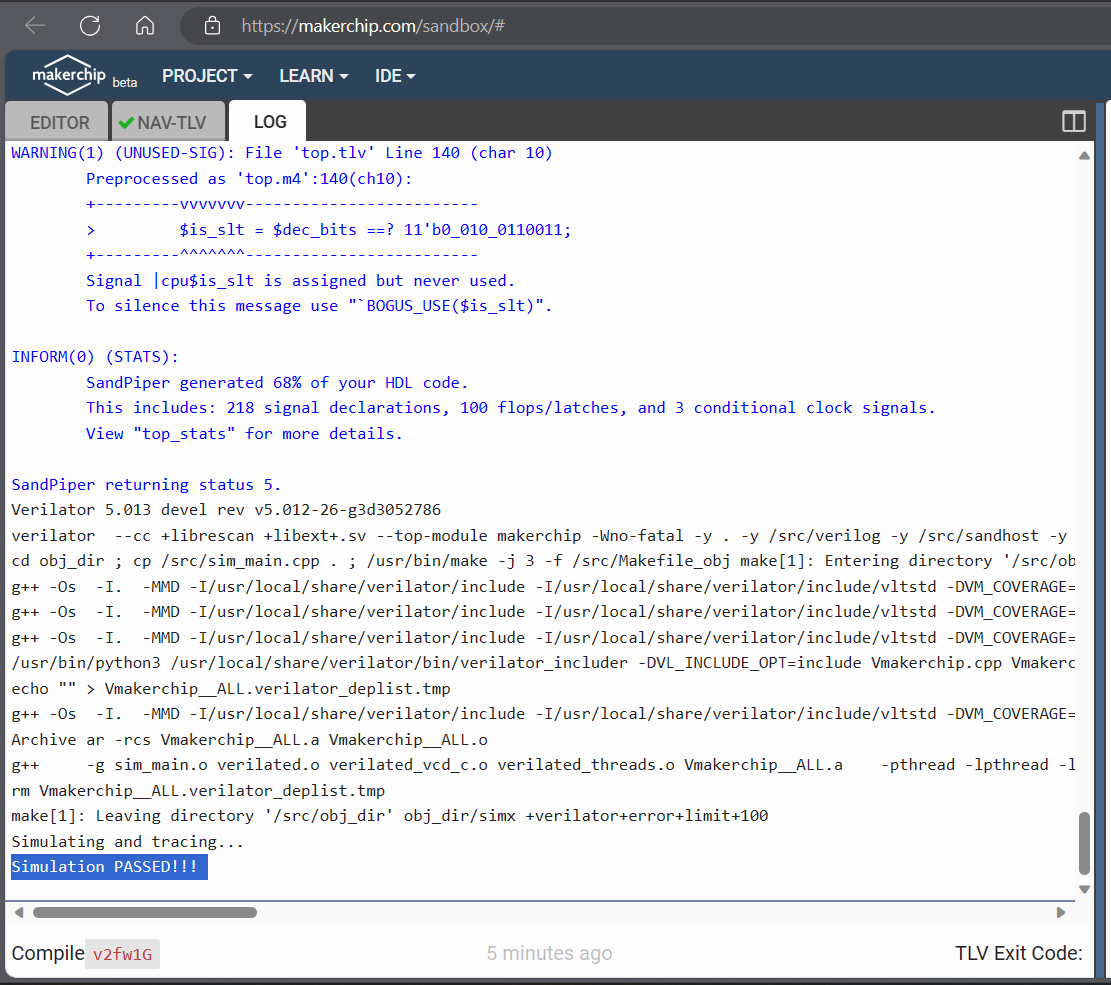 https://makerchip.com/sandbox/#
makerchip beta PROJECT LEARN IDE
EDITOR NAV-TLV LOG
WARNING(1) (UNUSED-SIG): File 'top.tlv' Line 140 (char 10)
Preprocessed as 'top.m4':140(ch10):
+---------vvvvvvv-------------------------
>         $is_slt = $dec_bits ==? 11'b0_010_0110011;
+---------^^^^^^^-------------------------
Signal |cpu$is_slt is assigned but never used.
To silence this message use "`BOGUS_USE($is_slt)".
INFORM(0) (STATS):
SandPiper generated 68% of your HDL code.
This includes: 218 signal declarations, 100 flops/latches, and 3 conditional clock signals.
View "top_stats" for more details.
SandPiper returning status 5.
Verilator 5.013 devel rev v5.012-26-g3d3052786
verilator  --cc +librescan +libext+.sv --top-module makerchip -Wno-fatal -y . -y /src/verilog -y /src/sandhost -y
cd obj_dir ; cp /src/sim_main.cpp . ; /usr/bin/make -j 3 -f /src/Makefile_obj make[1]: Entering directory '/src/ob
g++ -Os  -I.  -MMD -I/usr/local/share/verilator/include -I/usr/local/share/verilator/include/vltstd -DVM_COVERAGE=
g++ -Os  -I.  -MMD -I/usr/local/share/verilator/include -I/usr/local/share/verilator/include/vltstd -DVM_COVERAGE=
g++ -Os  -I.  -MMD -I/usr/local/share/verilator/include -I/usr/local/share/verilator/include/vltstd -DVM_COVERAGE=
/usr/bin/python3 /usr/local/share/verilator/bin/verilator_includer -DVL_INCLUDE_OPT=include Vmakerchip.cpp Vmakerc
echo "" > Vmakerchip__ALL.verilator_deplist.tmp
g++ -Os  -I.  -MMD -I/usr/local/share/verilator/include -I/usr/local/share/verilator/include/vltstd -DVM_COVERAGE=
Archive ar -rcs Vmakerchip__ALL.a Vmakerchip__ALL.o
g++     -g sim_main.o verilated.o verilated_vcd_c.o verilated_threads.o Vmakerchip__ALL.a    -pthread -lpthread -l
rm Vmakerchip__ALL.verilator_deplist.tmp
make[1]: Leaving directory '/src/obj_dir' obj_dir/simx +verilator+error+limit+100
Simulating and tracing...
Simulation PASSED!!!
Compile v2fw1G 5 minutes ago TLV Exit Code: